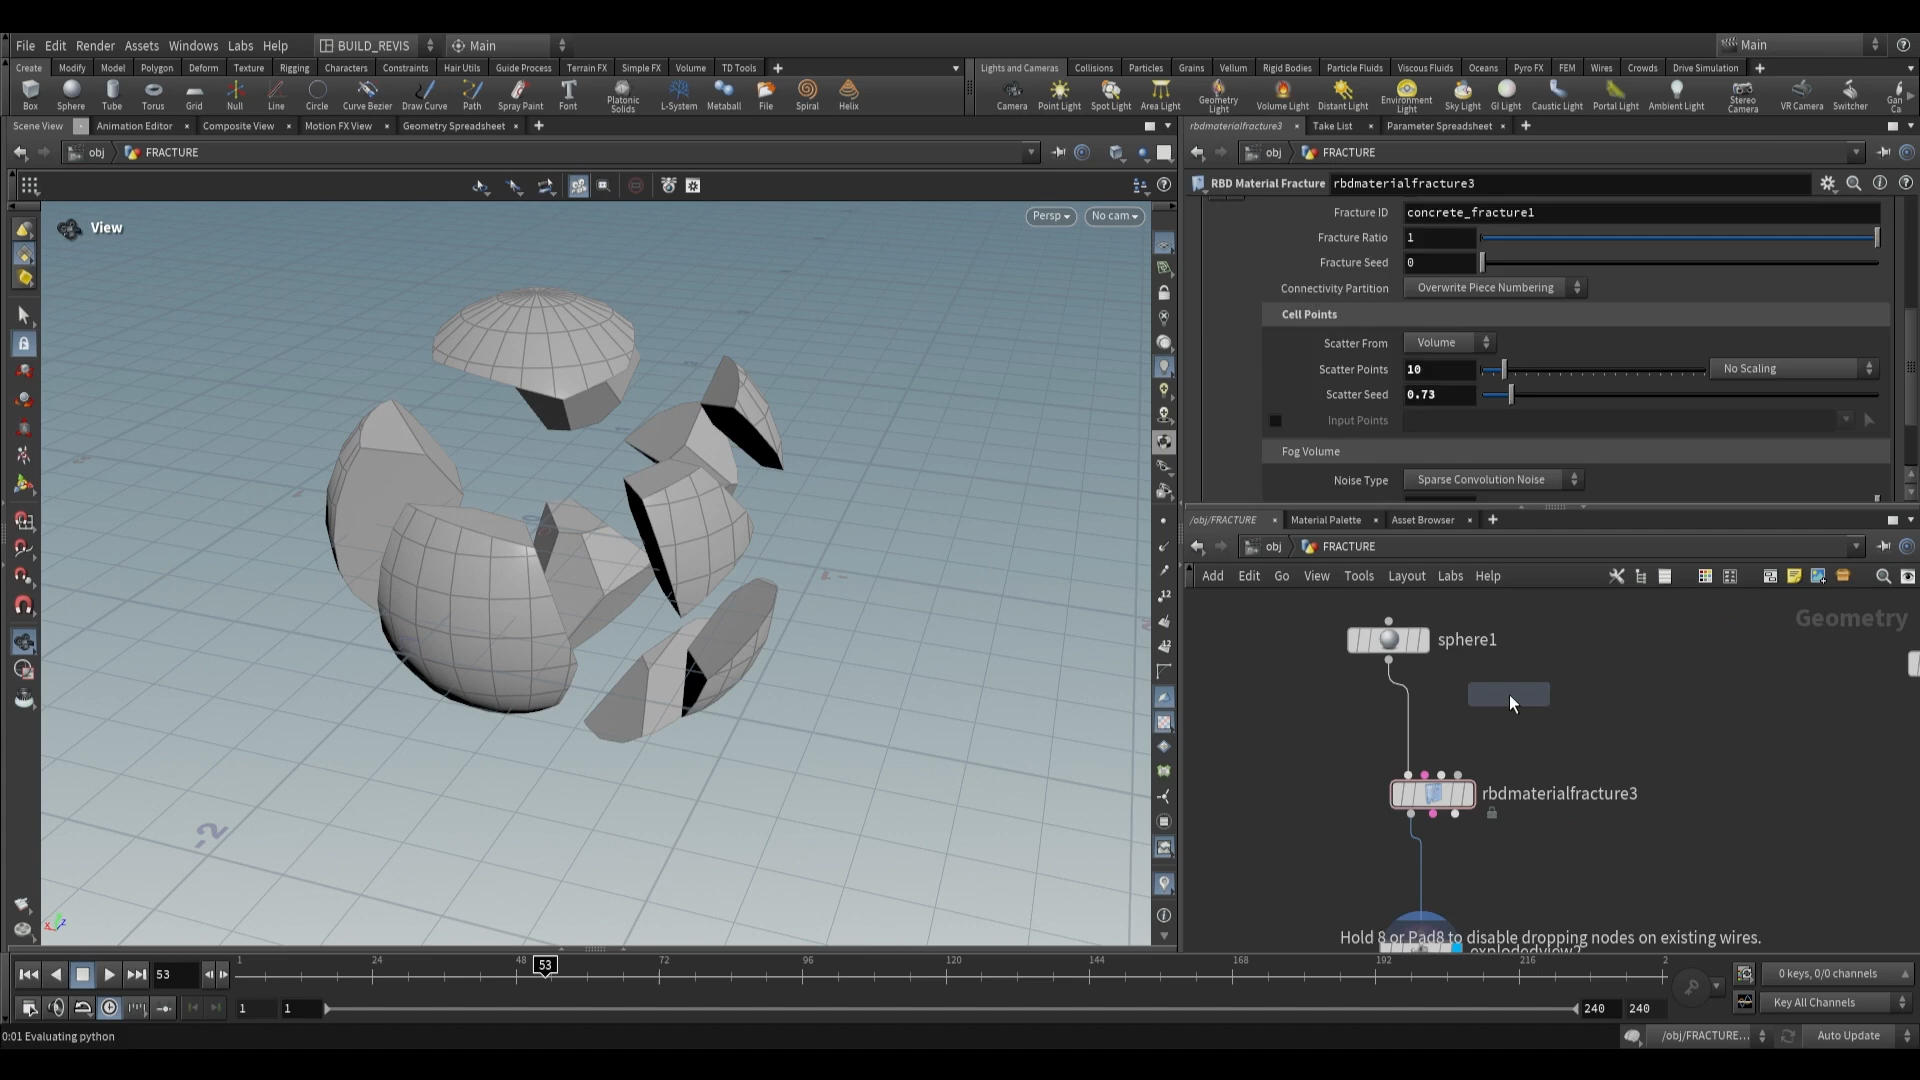 File Edit Render Assets Windows Labs Help BUILD_REVIS Main Main
Create Modify Model Polygon Deform Texture Rigging Characters Constraints Hair Utils Guide Process Terrain FX Simple FX Volume TD Tools
Lights and Cameras Collisions Particles Grains Vellum Rigid Bodies Particle Fluids Viscous Fluids Oceans Pyro FX FEM Wires Crowds Drive Simulation
Box Sphere Tube Torus Grid Null Line Circle Curve Bezier Draw Curve Path Spray Paint Font Platonic Solids L-System Metaball File Spiral Helix
Camera Point Light Spot Light Area Light Geometry Light Volume Light Distant Light Environment Light Sky Light GI Light Caustic Light Portal Light Ambient Light Stereo Camera VR Camera Switcher
Scene View Animation Editor Composite View Motion FX View Geometry Spreadsheet
rbdmaterialfracture3 Take List Parameter Spreadsheet
obj FRACTURE
obj FRACTURE
RBD Material Fracture rbdmaterialfracture3
View
Persp No cam
Fracture ID concrete_fracture1
Fracture Ratio 1
Fracture Seed 0
Connectivity Partition Overwrite Piece Numbering
Cell Points
Scatter From Volume
Scatter Points 10 No Scaling
Scatter Seed 0.73
Input Points
Fog Volume
Noise Type Sparse Convolution Noise
/obj/FRACTURE Material Palette Asset Browser
obj FRACTURE
Add Edit Go View Tools Layout Labs Help
Geometry
sphere1
rbdmaterialfracture3
Hold 8 or Pad8 to disable dropping nodes on existing wires.
-2
53 1 24 48 53 72 96 120 144 168 192 216 2
0 keys, 0/0 channels
1 1 240 240 Key All Channels
0:01 Evaluating python /obj/FRACTURE... Auto Update